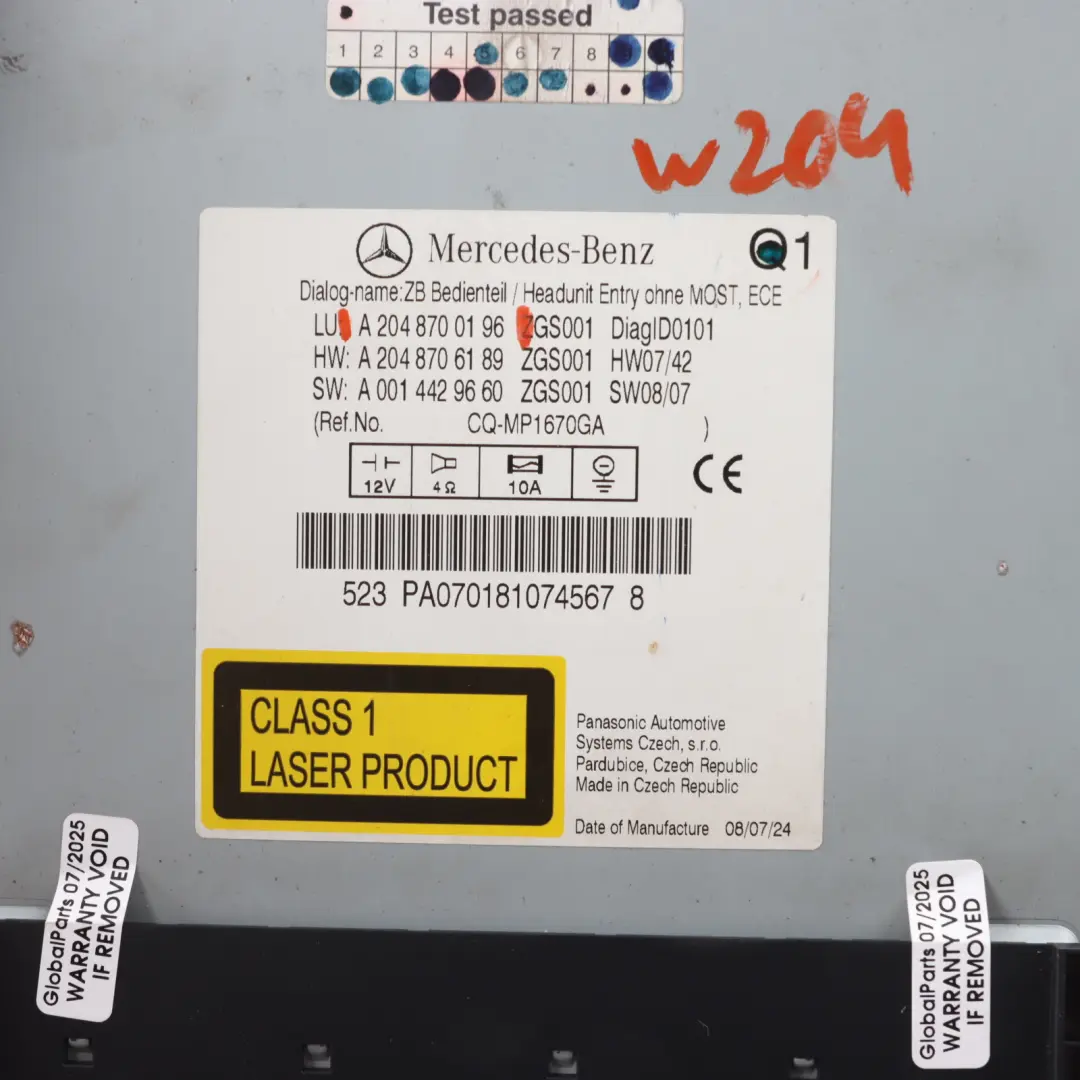 Test passed
1 2 3 4 5 6 7 8
w204
Mercedes-Benz Q1
Dialog-name:ZB Bedienteil / Headunit Entry ohne MOST, ECE
LU: A 204 870 01 96 ZGS001 DiagID0101
HW: A 204 870 61 89 ZGS001 HW07/42
SW: A 001 442 96 60 ZGS001 SW08/07
(Ref.No. CQ-MP1670GA )
12V 4Ω 10A
CE
523 PA070181074567 8
CLASS 1
LASER PRODUCT
Panasonic Automotive
Systems Czech, s.r.o.
Pardubice, Czech Republic
Made in Czech Republic
Date of Manufacture 08/07/24
GlobalParts 07/2025
WARRANTY VOID
IF REMOVED
GlobalParts 07/2025
WARRANTY VOID
IF REMOVED